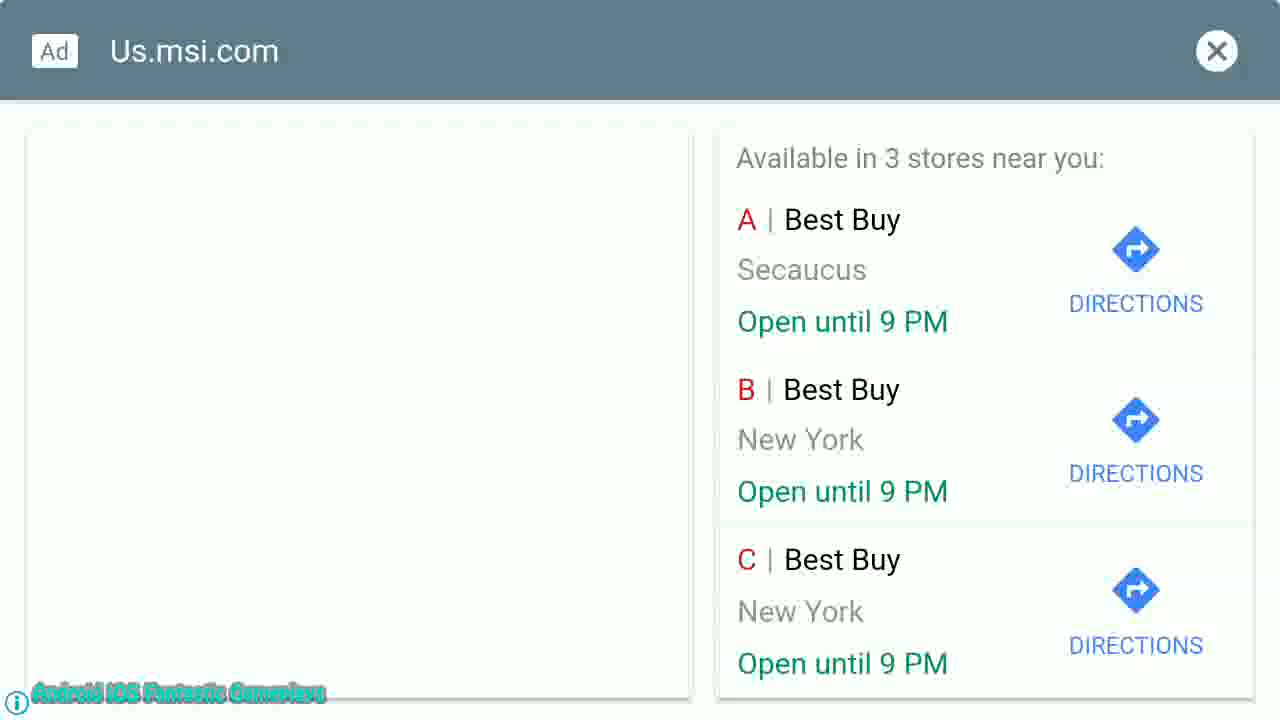 Ad Us.msi.com
Available in 3 stores near you:
A | Best Buy
Secaucus
Open until 9 PM
DIRECTIONS
B | Best Buy
New York
Open until 9 PM
DIRECTIONS
C | Best Buy
New York
Open until 9 PM
DIRECTIONS
Android iOS Fantastic Gameplays